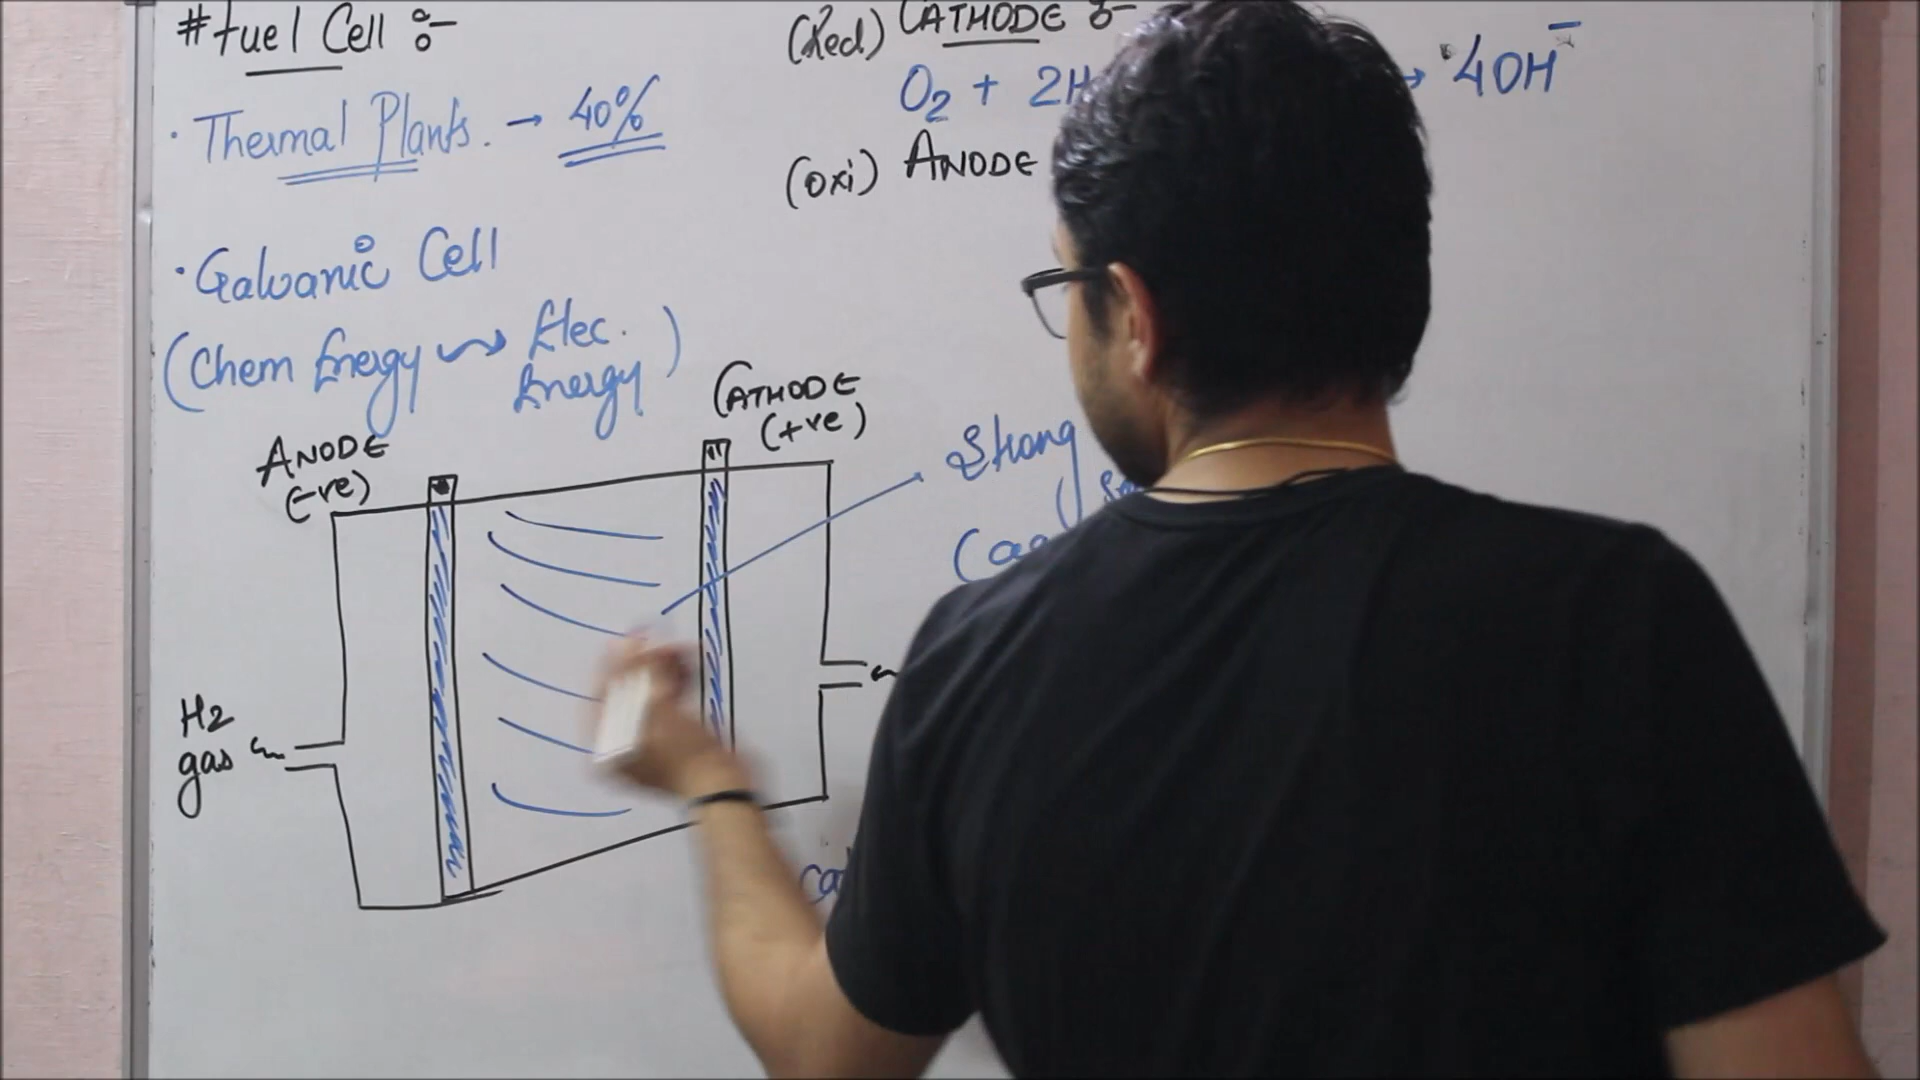 # Fuel Cell :-
· Thermal Plants. → 40%
· Galvanic Cell
(Chem Energy → Elec.
Energy)
ANODE
(-ve)
CATHODE
(+ve)
H2
gas
(Red) CATHODE :-
O2 + 2H → 4OH⁻
(Oxi) ANODE
Strong